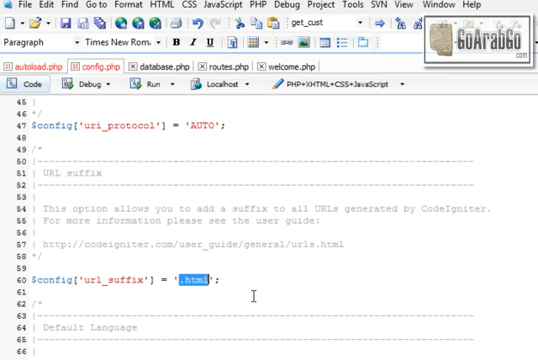 File Edit Search View Goto Format HTML CSS JavaScript PHP Debug Project Tools SVN View Window Help
get_cust
Paragraph Times New Roma
B I U
GoArabGo
.com
autoload.php config.php database.php routes.php welcome.php
Code Debug Run Localhost PHP+XHTML+CSS+JavaScript
45 |
46 */
47 $config['uri_protocol'] = 'AUTO';
48
49 /*
50 |--------------------------------------------------------------------------
51 | URL suffix
52 |--------------------------------------------------------------------------
53 |
54 | This option allows you to add a suffix to all URLs generated by CodeIgniter.
55 | For more information please see the user guide:
56 |
57 | http://codeigniter.com/user_guide/general/urls.html
58 */
59
60 $config['url_suffix'] = '.html';
61
62 /*
63 |--------------------------------------------------------------------------
64 | Default Language
65 |--------------------------------------------------------------------------
66 |